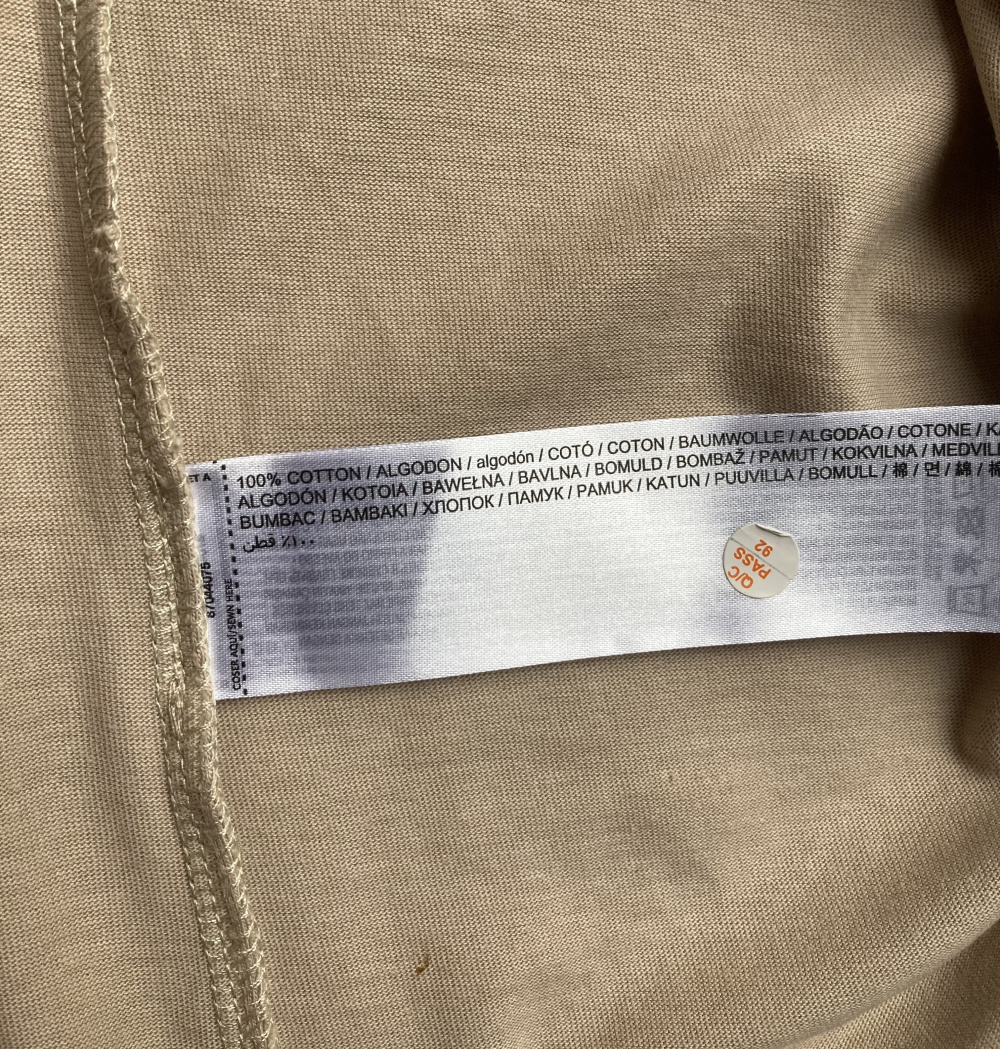 100% COTTON / ALGODON / algodón / COTÓ / COTON / BAUMWOLLE / ALGODÃO / COTONE /
ALGODÓN / KOTOIA / BAWEŁNA / BAVLNA / BOMULD / BOMBAŽ / PAMUT / KOKVILNA /
BUMBAC / BAMBAKI / ХЛОПОК / ПАМУК / PAMUK / KATUN / PUUVILLA / BOMULL / 棉 / 면 / 綿 /
١٠٠٪ قطن
COSER AQUÍ/SEWN HERE
Q/C
PASS
92